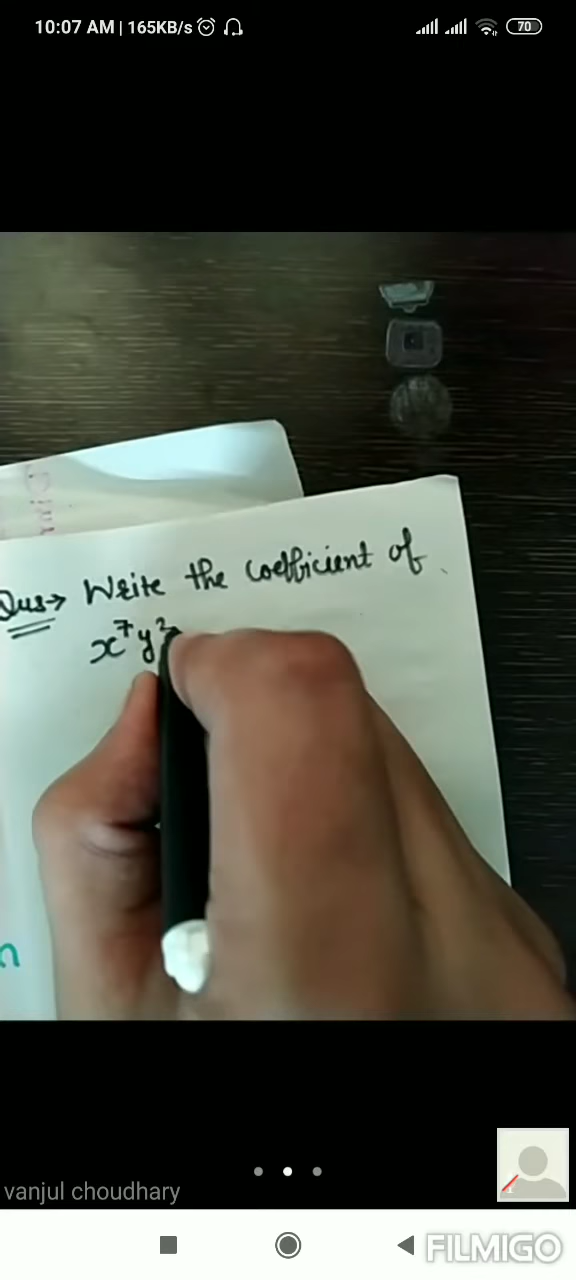 10:07 AM | 165KB/s
70
Ques→ Write the coefficient of
x⁷y²
vanjul choudhary
FILMIGO